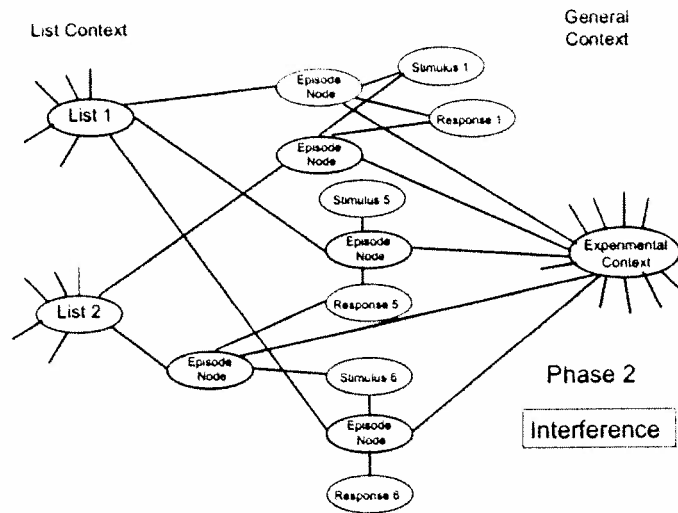 List Context
General
Context
List 1
Episode
Node
Stimulus 1
Response 1
Episode
Node
Stimulus 5
Episode
Node
Experimental
Context
Response 5
List 2
Episode
Node
Stimulus 6
Phase 2
Episode
Node
Interference
Response 6